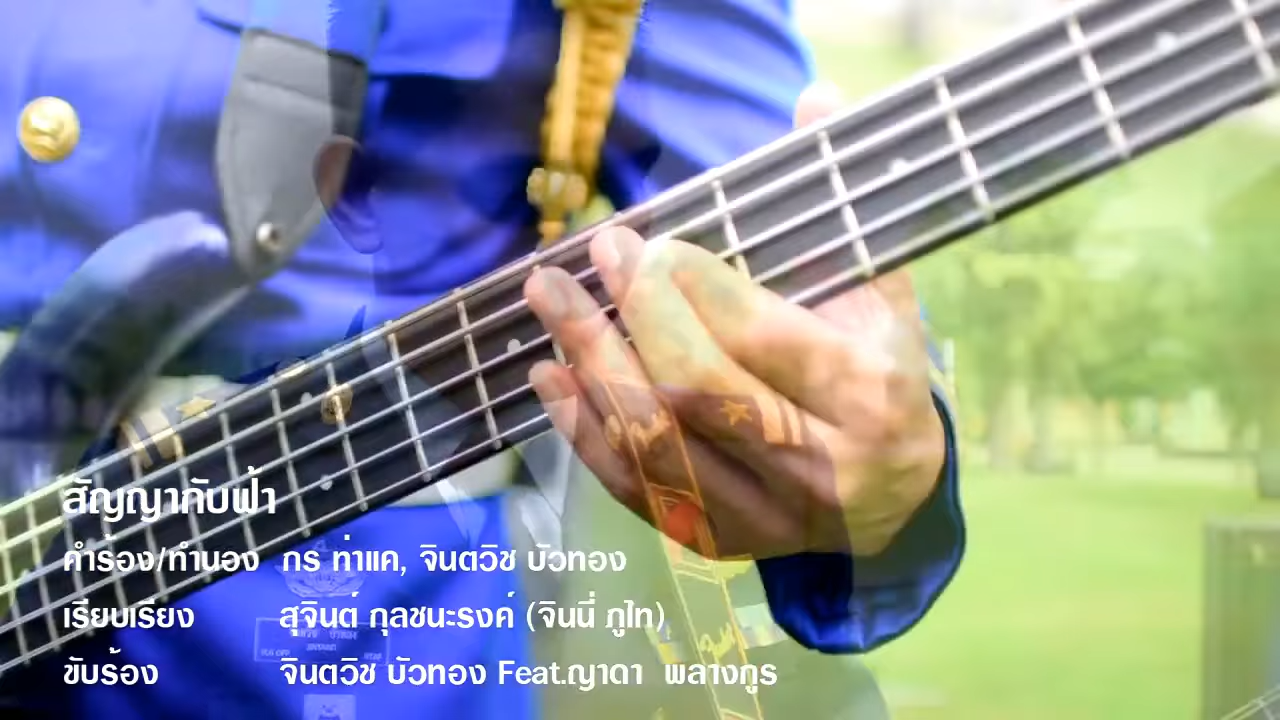 สัญญากับฟ้า
คำร้อง/ทำนอง กร ท่าแค, จินตวิช บัวทอง
เรียบเรียง สุจินต์ กุลชนะรงค์ (จินนี่ ภูไท)
ขับร้อง จินตวิช บัวทอง Feat.ญาดา พลางกูร